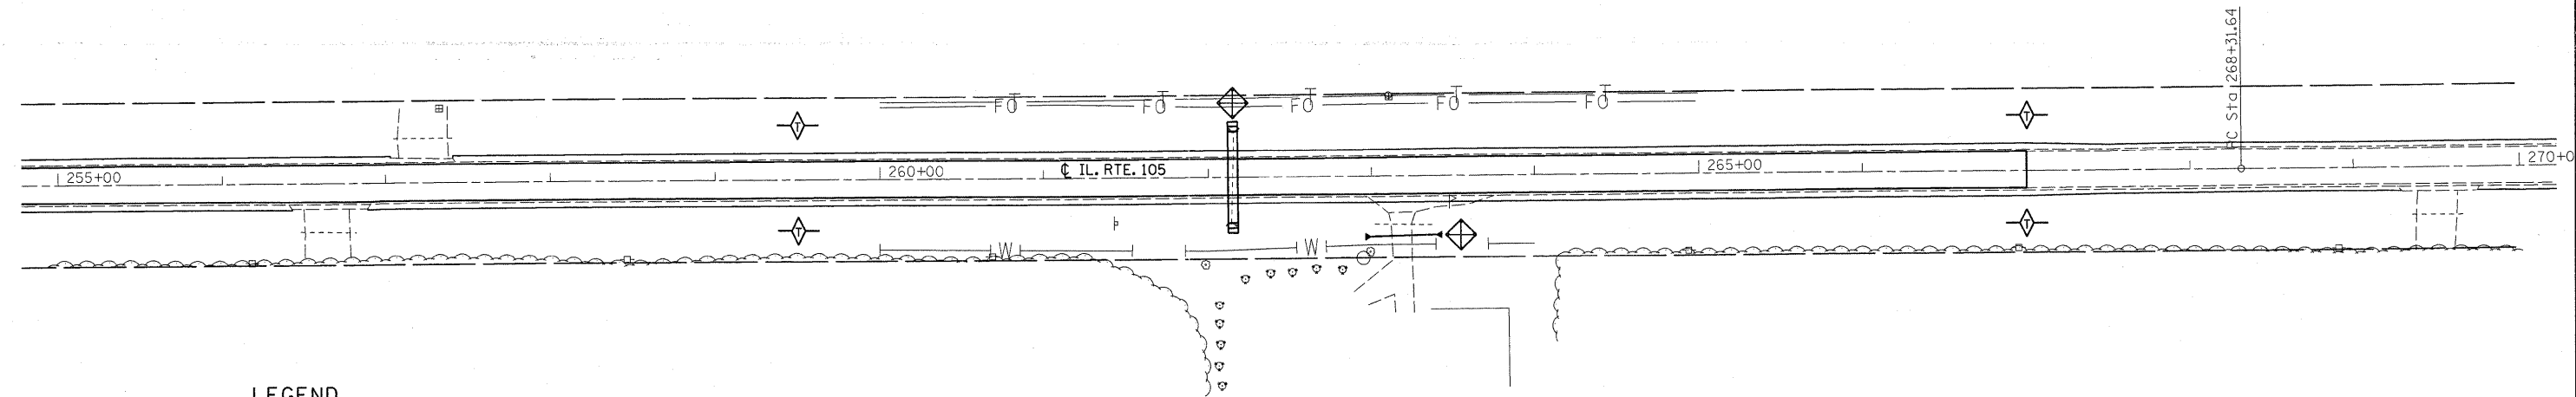 PC Sta 268+31.64
FO FO FO FO FO
T T
255+00 260+00 ℄ IL. RTE. 105 265+00 270+0
T T
W W
LEGEND